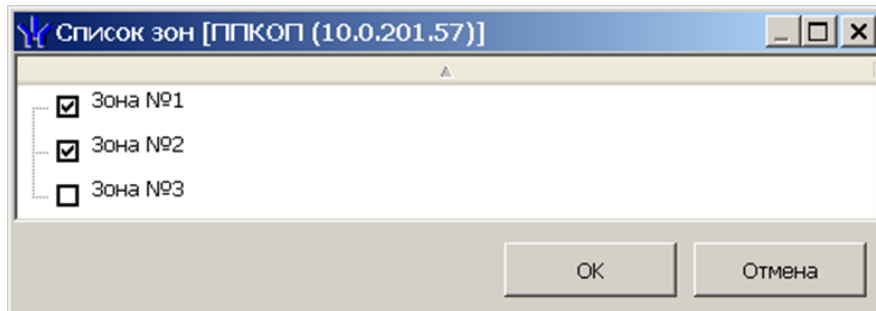 Список зон [ППКОП (10.0.201.57)]
Зона №1
Зона №2
Зона №3
OK
Отмена